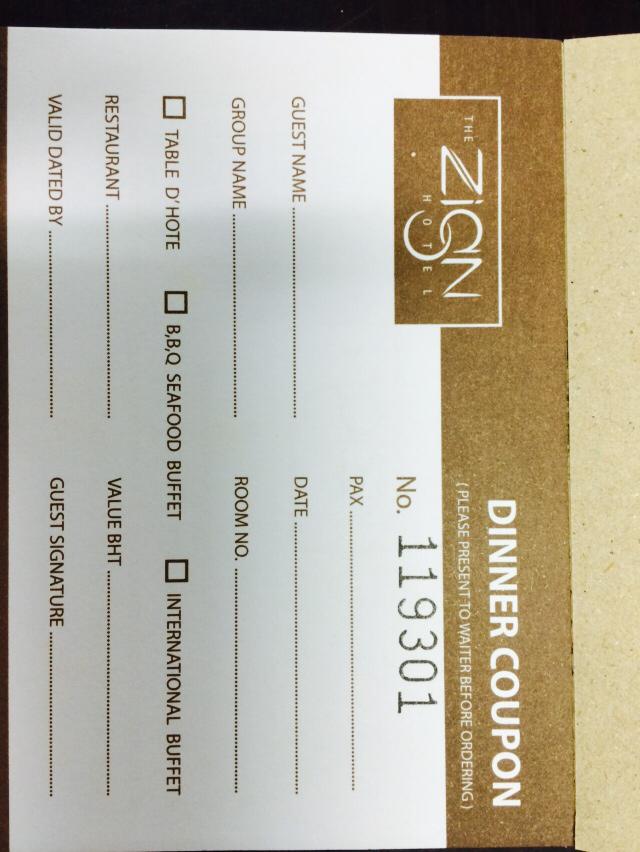 THE
ZIGN
HOTEL
DINNER COUPON
( PLEASE PRESENT TO WAITER BEFORE ORDERING )
No. 119301
PAX
GUEST NAME DATE
GROUP NAME ROOM NO.
TABLE D'HOTE B,B,Q SEAFOOD BUFFET INTERNATIONAL BUFFET
RESTAURANT VALUE BHT
VALID DATED BY GUEST SIGNATURE